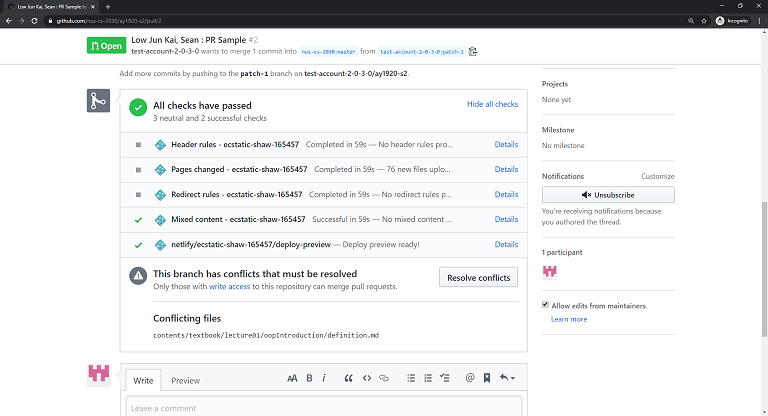 Low Jun Kai, Sean : PR Sample b
github.com/nus-cs-2030/ay1920-s2/pull/2
Incognito
Open
Low Jun Kai, Sean : PR Sample #2
test-account-2-0-3-0 wants to merge 1 commit into nus-cs-2030:master from test-account-2-0-3-0:patch-1
Add more commits by pushing to the patch-1 branch on test-account-2-0-3-0/ay1920-s2.
All checks have passed
Hide all checks
3 neutral and 2 successful checks
Header rules - ecstatic-shaw-165457 Completed in 59s — No header rules pro... Details
Pages changed - ecstatic-shaw-165457 Completed in 59s — 76 new files uplo... Details
Redirect rules - ecstatic-shaw-165457 Completed in 59s — No redirect rules p... Details
Mixed content - ecstatic-shaw-165457 Successful in 59s — No mixed content ... Details
netlify/ecstatic-shaw-165457/deploy-preview — Deploy preview ready! Details
This branch has conflicts that must be resolved
Only those with write access to this repository can merge pull requests.
Resolve conflicts
Conflicting files
contents/textbook/lecture01/oopIntroduction/definition.md
Write Preview
AA B i
Leave a comment
Projects
None yet
Milestone
No milestone
Notifications Customize
Unsubscribe
You're receiving notifications because
you authored the thread.
1 participant
Allow edits from maintainers.
Learn more